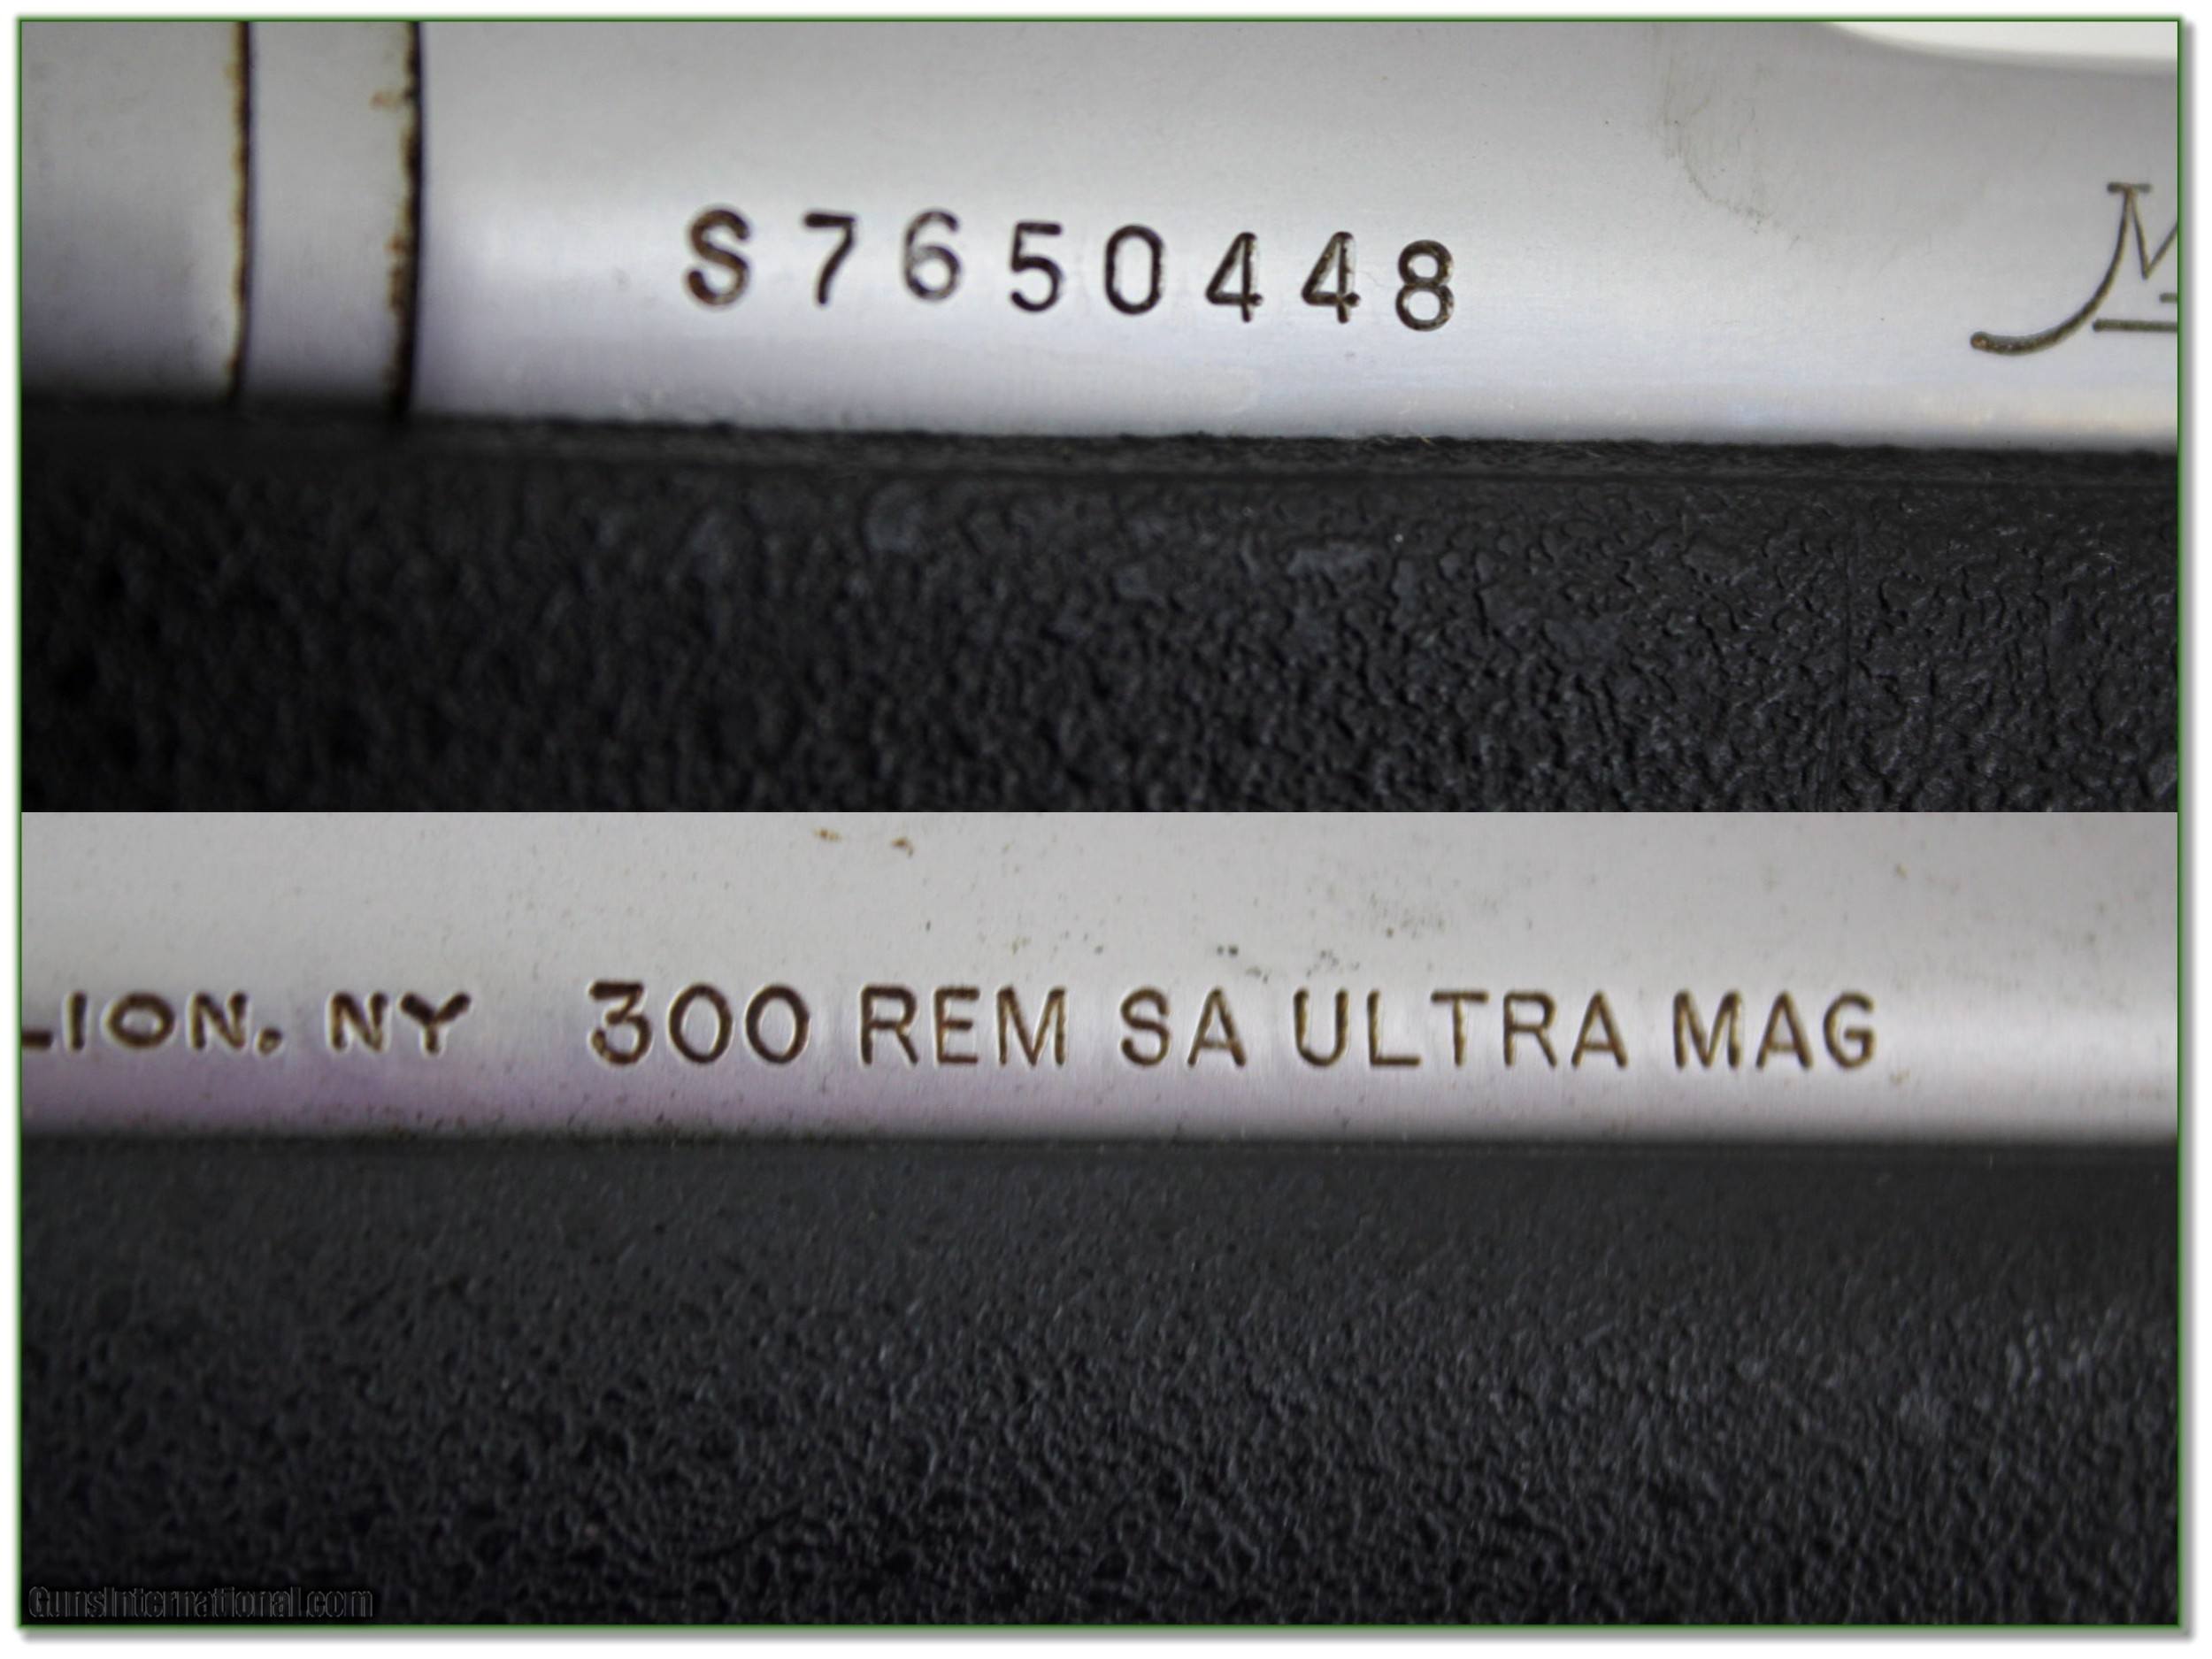 S7650448
M
LION, NY 300 REM SA ULTRA MAG
GunsInternational.com